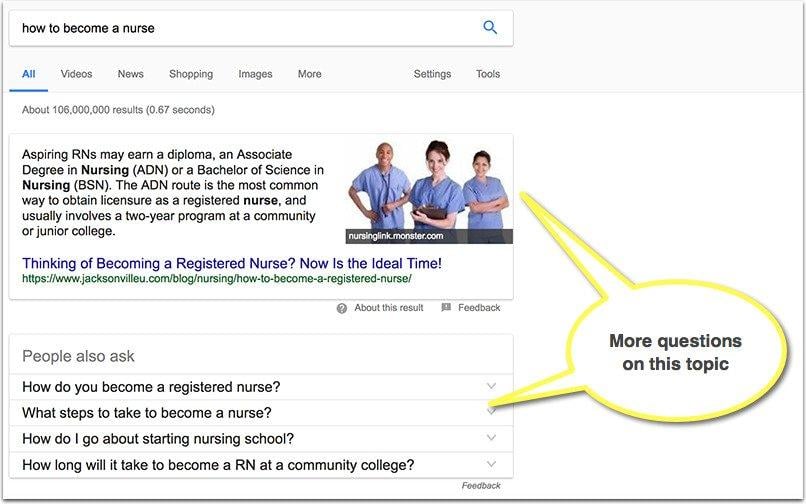 how to become a nurse
All Videos News Shopping Images More Settings Tools
About 106,000,000 results (0.67 seconds)
Aspiring RNs may earn a diploma, an Associate
Degree in Nursing (ADN) or a Bachelor of Science in
Nursing (BSN). The ADN route is the most common
way to obtain licensure as a registered nurse, and
usually involves a two-year program at a community
or junior college.
nursinglink.monster.com
Thinking of Becoming a Registered Nurse? Now Is the Ideal Time!
https://www.jacksonvilleu.com/blog/nursing/how-to-become-a-registered-nurse/
About this result Feedback
More questions
on this topic
People also ask
How do you become a registered nurse?
What steps to take to become a nurse?
How do I go about starting nursing school?
How long will it take to become a RN at a community college?
Feedback